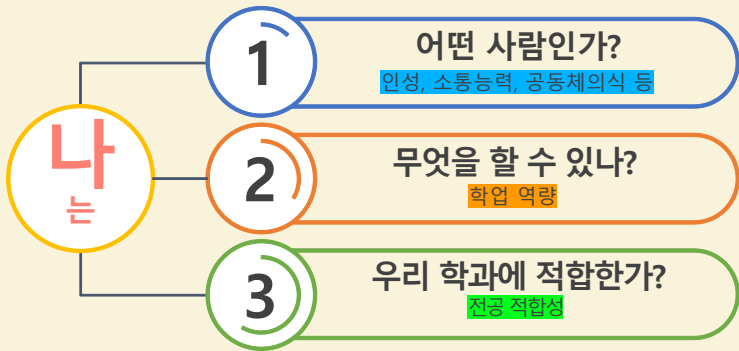 나
는
1
어떤 사람인가?
인성, 소통능력, 공동체의식 등
2
무엇을 할 수 있나?
학업 역량
3
우리 학과에 적합한가?
전공 적합성